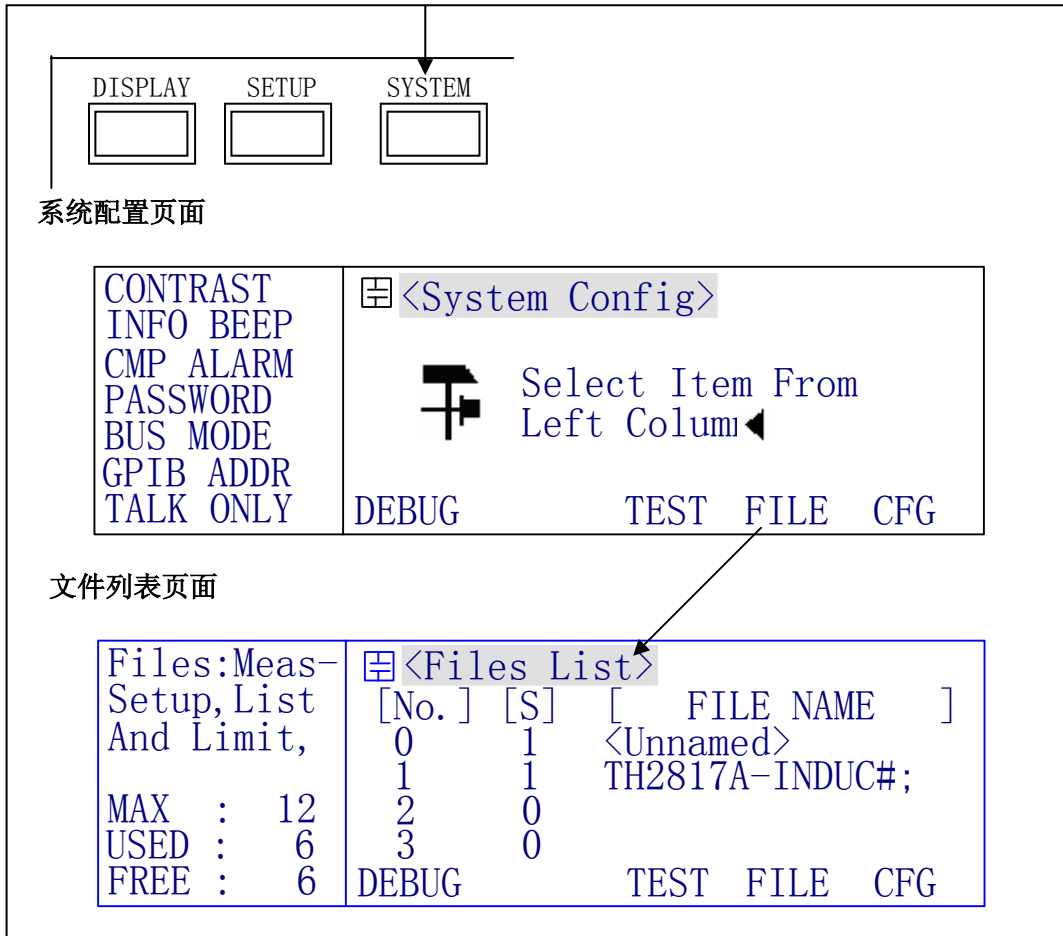 DISPLAY SETUP SYSTEM
系统配置页面
CONTRAST
INFO BEEP
CMP ALARM
PASSWORD
BUS MODE
GPIB ADDR
TALK ONLY
<System Config>
Select Item From
Left Colum
DEBUG TEST FILE CFG
文件列表页面
Files:Meas-
Setup,List
And Limit,
MAX : 12
USED : 6
FREE : 6
<Files List>
[No.] [S] [ FILE NAME ]
0 1 <Unnamed>
1 1 TH2817A-INDUC#;
2 0
3 0
DEBUG TEST FILE CFG